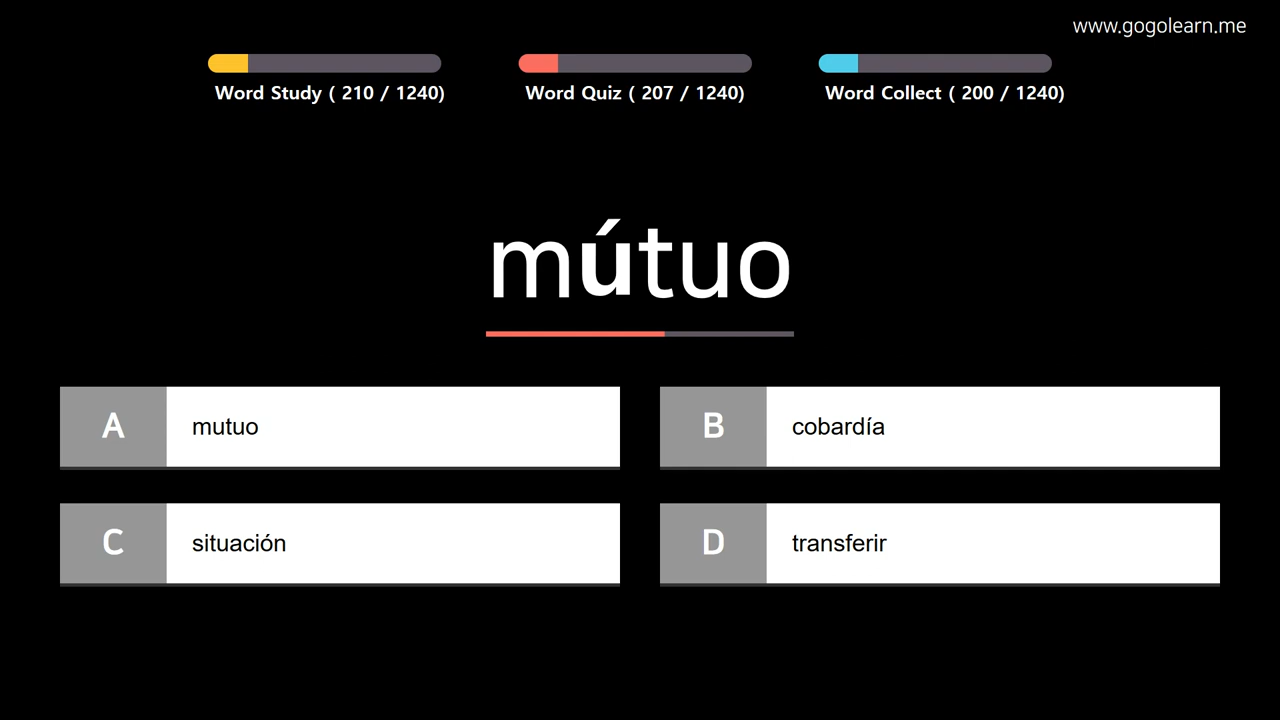 www.gogolearn.me
Word Study ( 210 / 1240)
Word Quiz ( 207 / 1240)
Word Collect ( 200 / 1240)
mútuo
A mutuo
B cobardía
C situación
D transferir